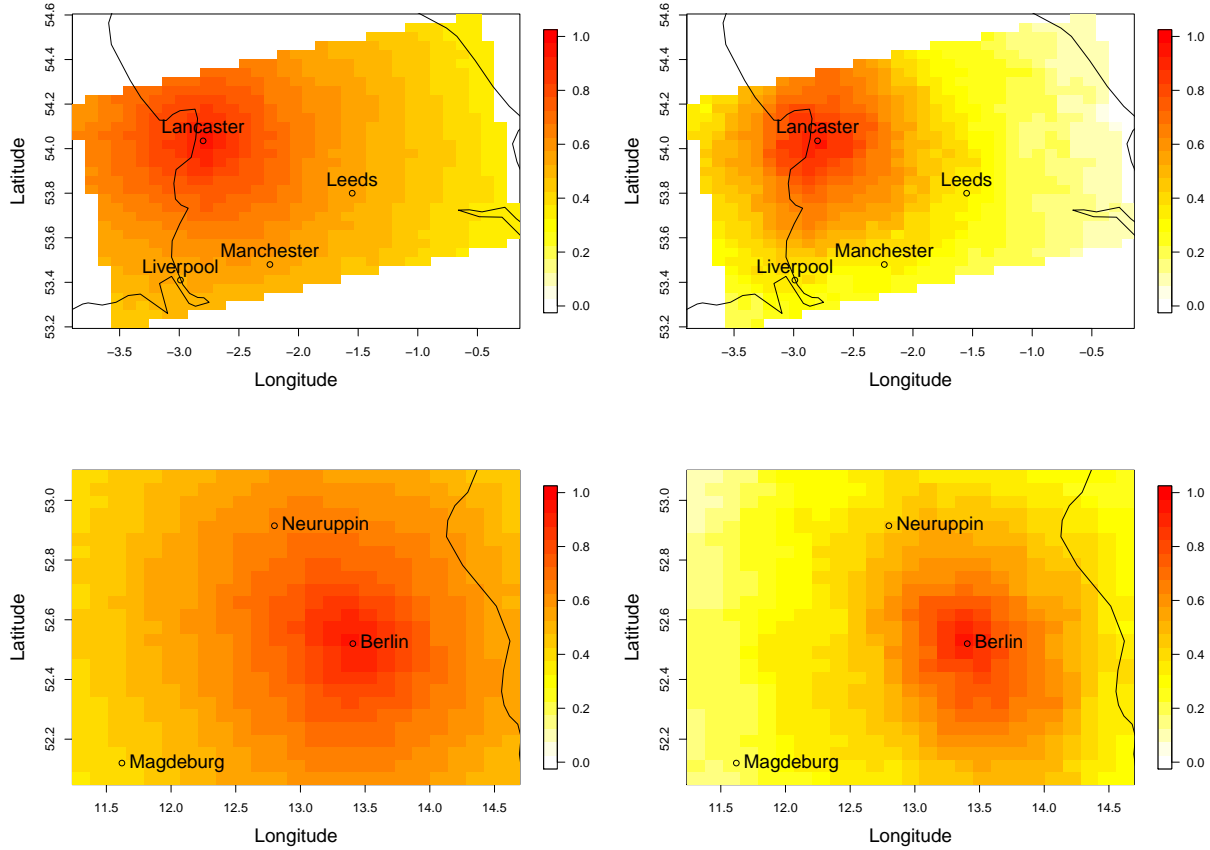 54.6
54.4
54.2
54.0
53.8
53.6
53.4
53.2
Latitude
Lancaster
Leeds
Manchester
Liverpool
−3.5 −3.0 −2.5 −2.0 −1.5 −1.0 −0.5
Longitude
1.0
0.8
0.6
0.4
0.2
0.0
54.6
54.4
54.2
54.0
53.8
53.6
53.4
53.2
Latitude
Lancaster
Leeds
Manchester
Liverpool
−3.5 −3.0 −2.5 −2.0 −1.5 −1.0 −0.5
Longitude
1.0
0.8
0.6
0.4
0.2
0.0
53.0
52.8
52.6
52.4
52.2
Latitude
Neuruppin
Berlin
Magdeburg
11.5 12.0 12.5 13.0 13.5 14.0 14.5
Longitude
1.0
0.8
0.6
0.4
0.2
0.0
53.0
52.8
52.6
52.4
52.2
Latitude
Neuruppin
Berlin
Magdeburg
11.5 12.0 12.5 13.0 13.5 14.0 14.5
Longitude
1.0
0.8
0.6
0.4
0.2
0.0